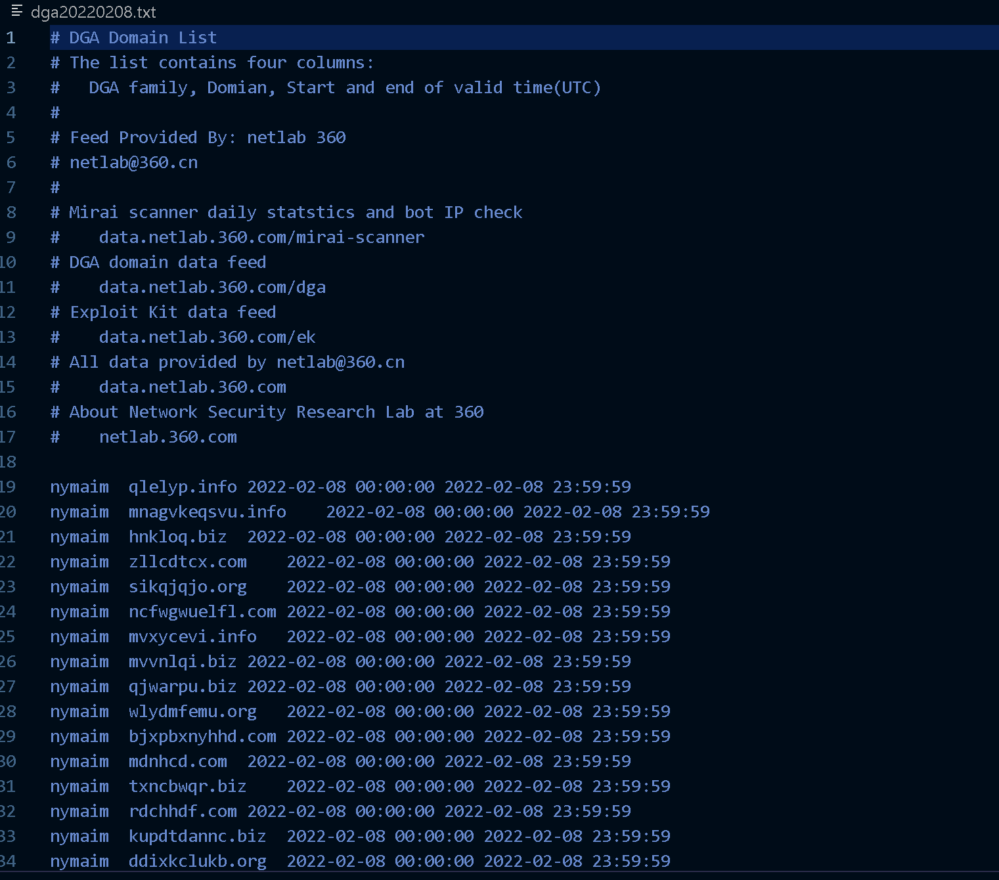 dga20220208.txt
1 # DGA Domain List
2 # The list contains four columns:
3 #   DGA family, Domian, Start and end of valid time(UTC)
4 #
5 # Feed Provided By: netlab 360
6 # netlab@360.cn
7 #
8 # Mirai scanner daily statstics and bot IP check
9 #    data.netlab.360.com/mirai-scanner
10 # DGA domain data feed
11 #    data.netlab.360.com/dga
12 # Exploit Kit data feed
13 #    data.netlab.360.com/ek
14 # All data provided by netlab@360.cn
15 #    data.netlab.360.com
16 # About Network Security Research Lab at 360
17 #    netlab.360.com
18
19 nymaim  qlelyp.info 2022-02-08 00:00:00 2022-02-08 23:59:59
20 nymaim  mnagvkeqsvu.info    2022-02-08 00:00:00 2022-02-08 23:59:59
21 nymaim  hnkloq.biz  2022-02-08 00:00:00 2022-02-08 23:59:59
22 nymaim  zllcdtcx.com    2022-02-08 00:00:00 2022-02-08 23:59:59
23 nymaim  sikqjqjo.org    2022-02-08 00:00:00 2022-02-08 23:59:59
24 nymaim  ncfwgwuelfl.com 2022-02-08 00:00:00 2022-02-08 23:59:59
25 nymaim  mvxycevi.info   2022-02-08 00:00:00 2022-02-08 23:59:59
26 nymaim  mvvnlqi.biz 2022-02-08 00:00:00 2022-02-08 23:59:59
27 nymaim  qjwarpu.biz 2022-02-08 00:00:00 2022-02-08 23:59:59
28 nymaim  wlydmfemu.org   2022-02-08 00:00:00 2022-02-08 23:59:59
29 nymaim  bjxpbxnyhhd.com 2022-02-08 00:00:00 2022-02-08 23:59:59
30 nymaim  mdnhcd.com  2022-02-08 00:00:00 2022-02-08 23:59:59
31 nymaim  txncbwqr.biz    2022-02-08 00:00:00 2022-02-08 23:59:59
32 nymaim  rdchhdf.com 2022-02-08 00:00:00 2022-02-08 23:59:59
33 nymaim  kupdtdannc.biz  2022-02-08 00:00:00 2022-02-08 23:59:59
34 nymaim  ddixkclukb.org  2022-02-08 00:00:00 2022-02-08 23:59:59